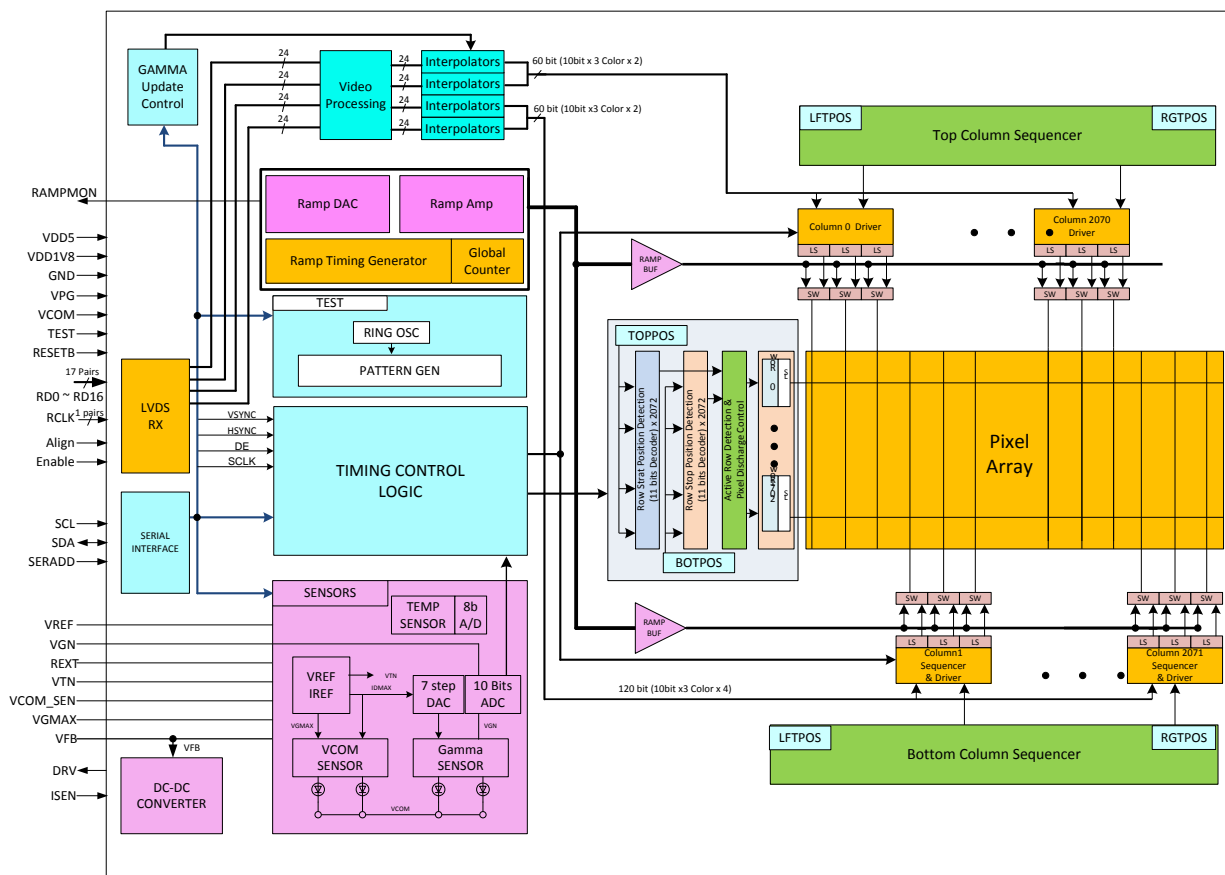 GAMMA
Update
Control
24
24
24
24
Video
Processing
24
24
24
24
Interpolators
Interpolators
Interpolators
Interpolators
60 bit (10bit x 3 Color x 2)
60 bit (10bit x3 Color x 2)
LFTPOS
RGTPOS
Top Column Sequencer
RAMPMON
VDD5
VDD1V8
GND
VPG
VCOM
TEST
RESETB
17 Pairs
RD0 ~ RD16
1 pairs
RCLK
Align
Enable
SCL
SDA
SERADD
VREF
VGN
REXT
VTN
VCOM_SEN
VGMAX
VFB
DRV
ISEN
Ramp DAC
Ramp Amp
Ramp Timing Generator
Global
Counter
RAMP
BUF
Column 0 Driver
LS LS LS
SW SW SW
Column 2070
Driver
LS LS LS
SW SW SW
TEST
RING OSC
PATTERN GEN
LVDS
RX
VSYNC
HSYNC
DE
SCLK
TIMING CONTROL
LOGIC
SERIAL
INTERFACE
TOPPOS
Row Strat Position Detection
(11 bits Decoder) x 2072
Row Stop Position Detection
(11 bits Decoder) x 2072
Active Row Detection &
Pixel Discharge Control
BOTPOS
0
SL
SL
Pixel
Array
SENSORS
TEMP
SENSOR
8b
A/D
VREF
IREF
VTN
IDMAX
7 step
DAC
10 Bits
ADC
VGMAX
VGN
VCOM
SENSOR
Gamma
SENSOR
VCOM
VFB
DC-DC
CONVERTER
RAMP
BUF
SW SW SW
LS LS LS
Column1
Sequencer
& Driver
SW SW SW
LS LS LS
Column 2071
Sequencer
& Driver
120 bit (10bit x3 Color x 4)
LFTPOS
RGTPOS
Bottom Column Sequencer